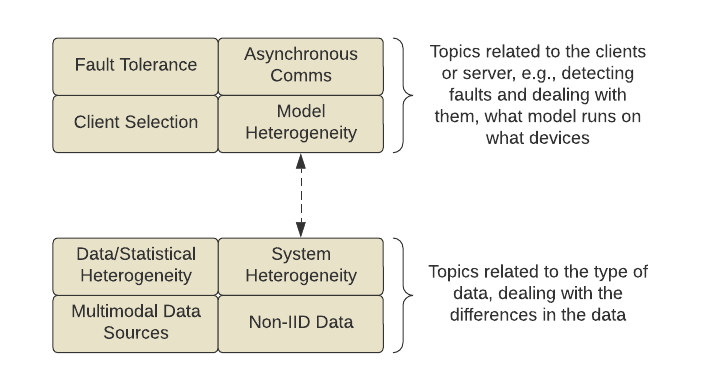 Fault Tolerance
Asynchronous
Comms
Client Selection
Model
Heterogeneity
Topics related to the clients
or server, e.g., detecting
faults and dealing with
them, what model runs on
what devices
Data/Statistical
Heterogeneity
System
Heterogeneity
Multimodal Data
Sources
Non-IID Data
Topics related to the type of
data, dealing with the
differences in the data